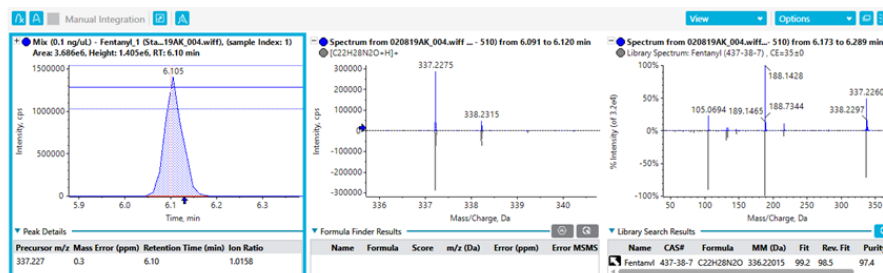 Manual Integration
View
Options
Mix (0.1 ng/uL) - Fentanyl_1 (Sta...19AK_004.wiff), (sample Index: 1)
Area: 3.686e6, Height: 1.405e6, RT: 6.10 min
6.105
1500000
1000000
500000
0
Intensity, cps
5.9
6.0
6.1
6.2
6.3
Time, min
Peak Details
Precursor m/z Mass Error (ppm) Retention Time (min) Ion Ratio
337.227 0.3 6.10 1.0158
Spectrum from 020819AK_004.wiff ... - 510) from 6.091 to 6.120 min
[C22H28N2O+H]+
337.2275
338.2315
300000
200000
100000
0
-100000
-200000
-300000
Intensity, cps
336
337
338
339
340
Mass/Charge, Da
Formula Finder Results
Name Formula Score m/z (Da) Error (ppm) Error MSMS
Spectrum from 020819AK_004.wiff... - 510) from 6.173 to 6.289 min
Library Spectrum: Fentanyl (437-38-7) , CE=35±0
188.1428
105.0694
189.1465
188.7344
337.2260
338.2297
100%
50%
0%
-50%
-100%
% Intensity (of 3.2e4)
50
100
150
200
250
300
350
Mass/Charge, Da
Library Search Results
Name CAS# Formula MM (Da) Fit Rev. Fit Purity
Fentanyl 437-38-7 C22H28N2O 336.22015 99.2 98.5 97.4